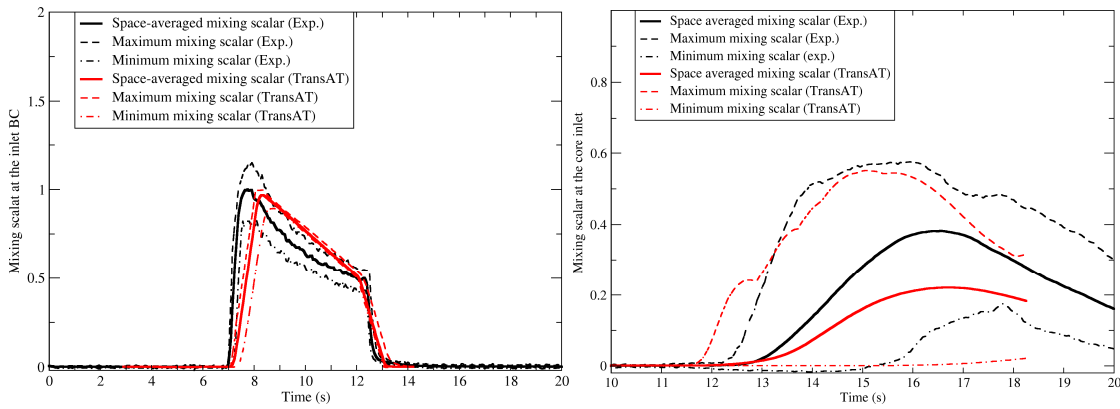 2
1.5
1
0.5
0
0 2 4 6 8 10 12 14 16 18 20
Time (s)
Mixing scalat at the inlet BC
Space-averaged mixing scalar (Exp.)
Maximum mixing scalar (Exp.)
Minimum mixing scalar (Exp.)
Space-averaged mixing scalar (TransAT)
Maximum mixing scalar (TransAT)
Minimum mixing scalar (TransAT)
0.8
0.6
0.4
0.2
0
10 11 12 13 14 15 16 17 18 19 20
Time (s)
Mixing scalar at the core inlet
Space averaged mixing scalar (Exp.)
Maximum mixing scalar (Exp.)
Minimum mixing scalar (exp.)
Space averaged mixing scalar (TransAT)
Maximum mixing scalar (TransAT)
Minimum mixing scalar (TransAT)